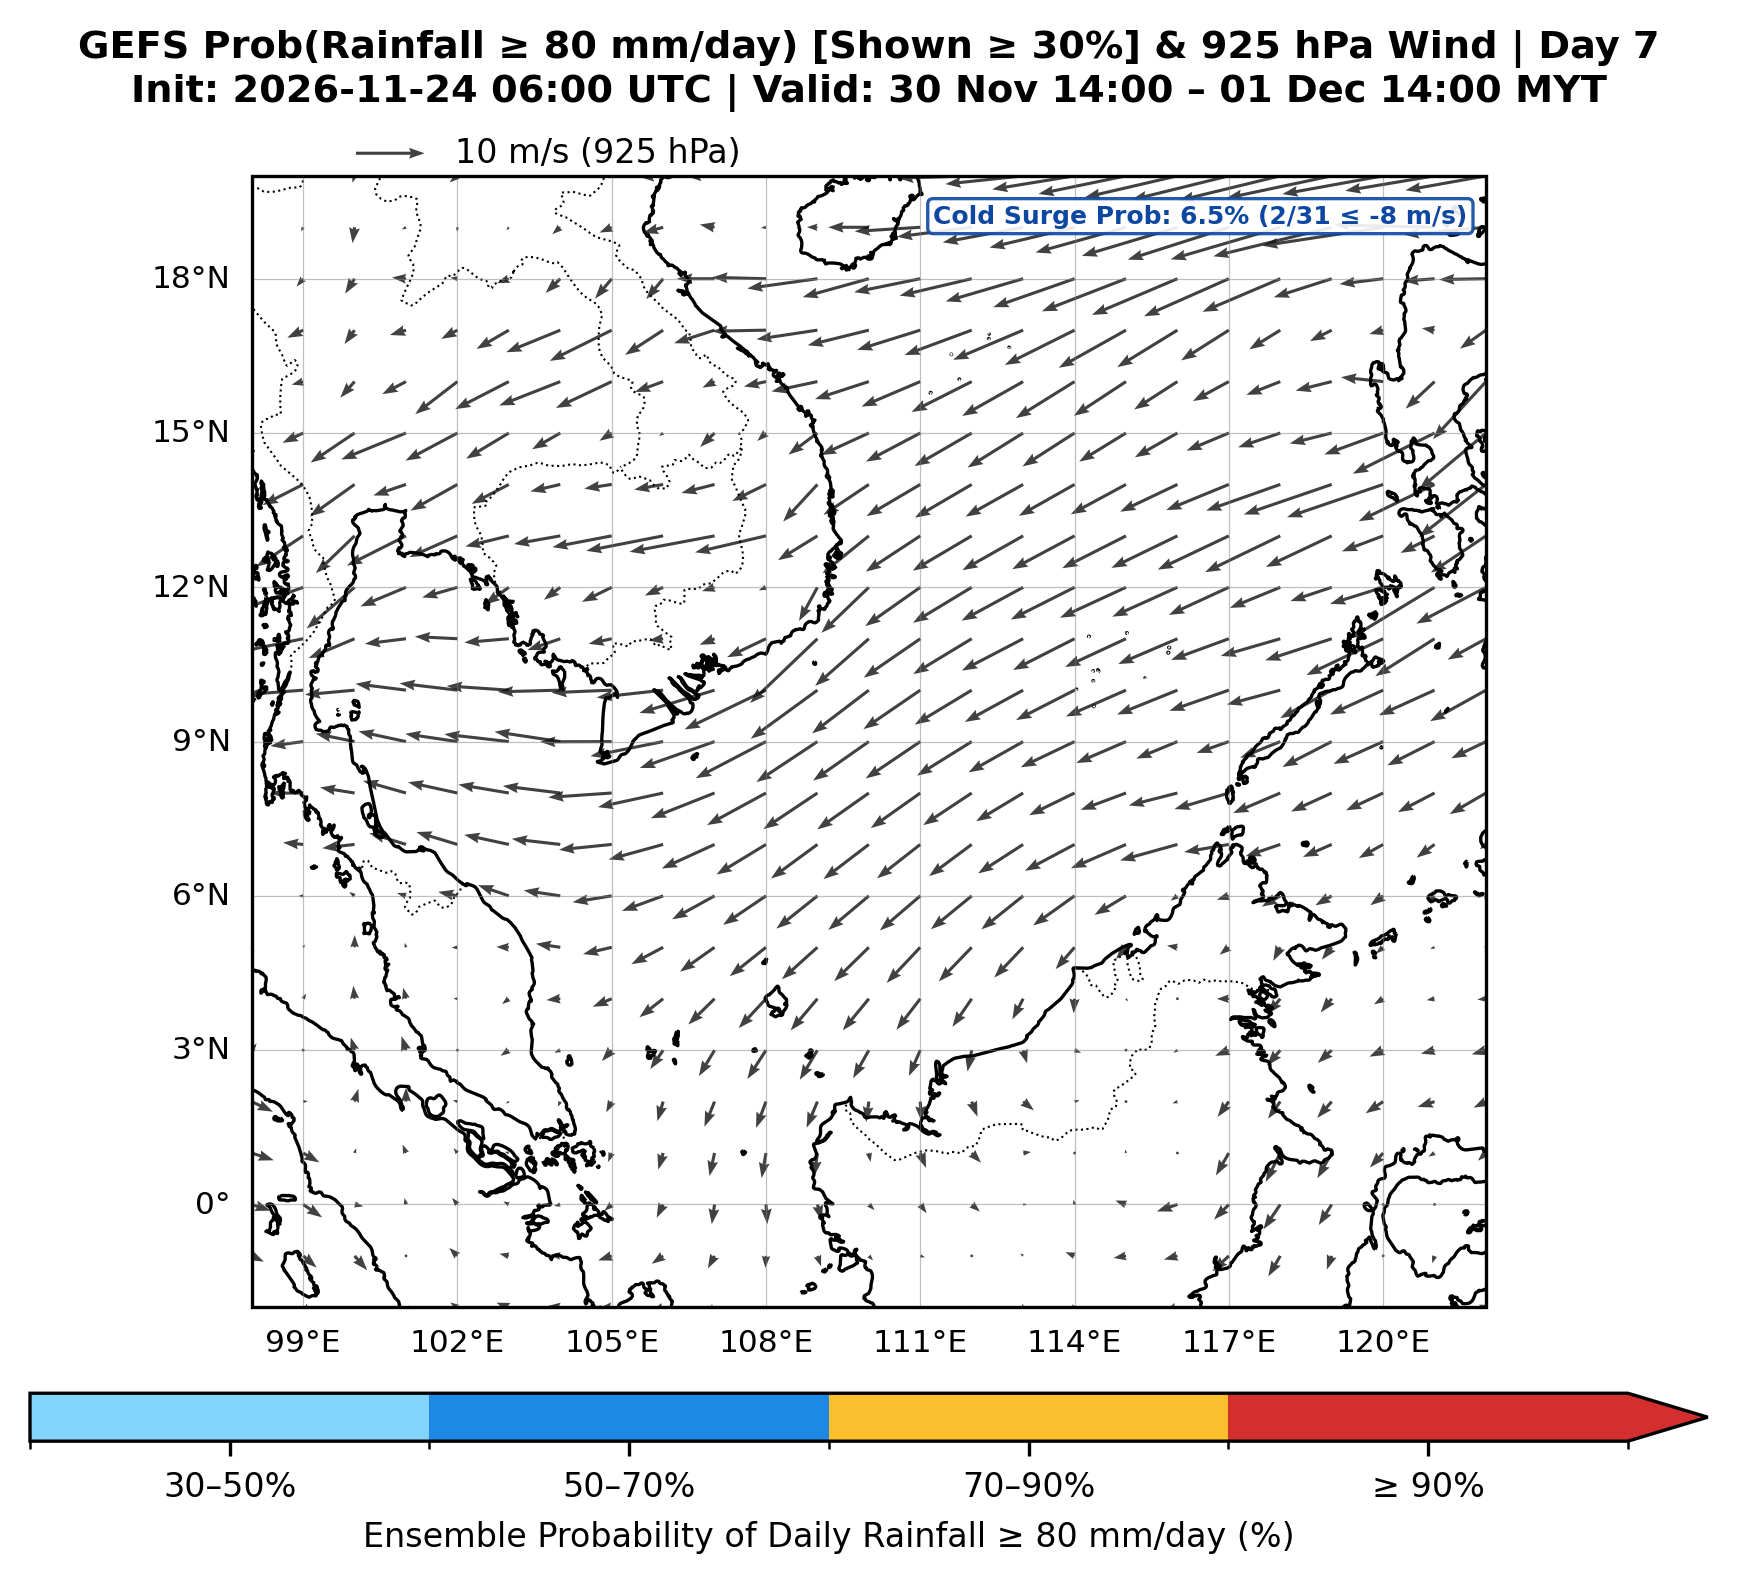 GEFS Prob(Rainfall ≥ 80 mm/day) [Shown ≥ 30%] & 925 hPa Wind | Day 7
Init: 2026-11-24 06:00 UTC | Valid: 30 Nov 14:00 – 01 Dec 14:00 MYT
10 m/s (925 hPa)
Cold Surge Prob: 6.5% (2/31 ≤ -8 m/s)
18°N
15°N
12°N
9°N
6°N
3°N
0°
99°E 102°E 105°E 108°E 111°E 114°E 117°E 120°E
30–50% 50–70% 70–90% ≥ 90%
Ensemble Probability of Daily Rainfall ≥ 80 mm/day (%)